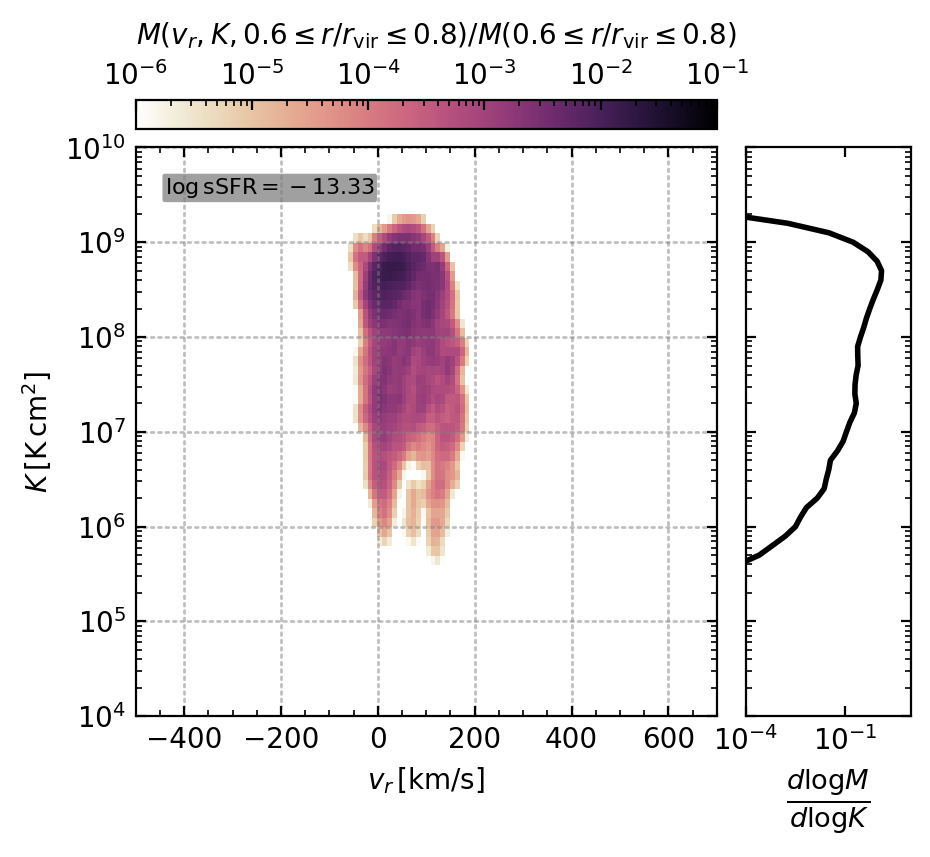 M(v_r, K, 0.6 ≤ r/r_vir ≤ 0.8)/M(0.6 ≤ r/r_vir ≤ 0.8)
10^−6 10^−5 10^−4 10^−3 10^−2 10^−1
10^10
log sSFR = −13.33
10^9
10^8
10^7
K [K cm^2]
10^6
10^5
10^4
−400 −200 0 200 400 600 10^−4 10^−1
v_r [km/s]
dlogM
dlogK